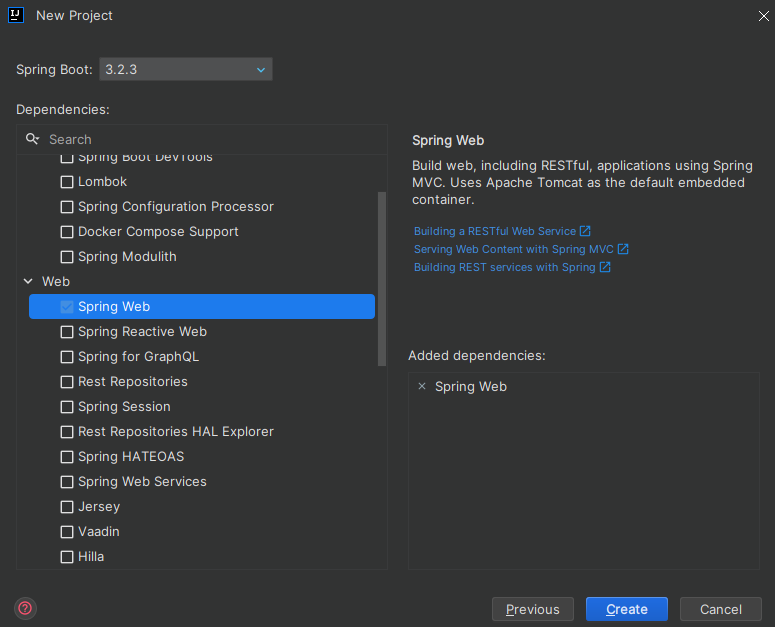 IJ
New Project
Spring Boot: 3.2.3
Dependencies:
Search
Spring Boot DevTools
Lombok
Spring Configuration Processor
Docker Compose Support
Spring Modulith
Web
Spring Web
Spring Reactive Web
Spring for GraphQL
Rest Repositories
Spring Session
Rest Repositories HAL Explorer
Spring HATEOAS
Spring Web Services
Jersey
Vaadin
Hilla
Spring Web
Build web, including RESTful, applications using Spring
MVC. Uses Apache Tomcat as the default embedded
container.
Building a RESTful Web Service
Serving Web Content with Spring MVC
Building REST services with Spring
Added dependencies:
× Spring Web
?
Previous
Create
Cancel